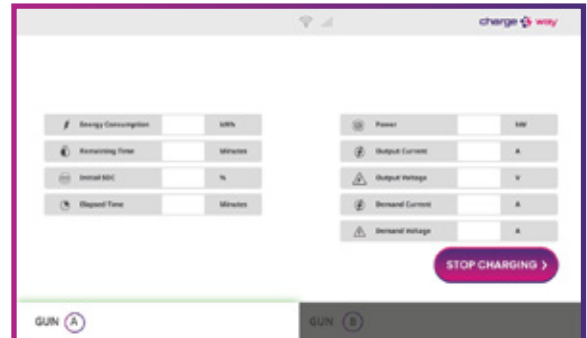 charge way
Energy Consumption kWh
Remaining Time Minutes
Initial SOC %
Elapsed Time Minutes
Power kW
Output Current A
Output Voltage V
Demand Current A
Demand Voltage A
STOP CHARGING >
GUN A
GUN B